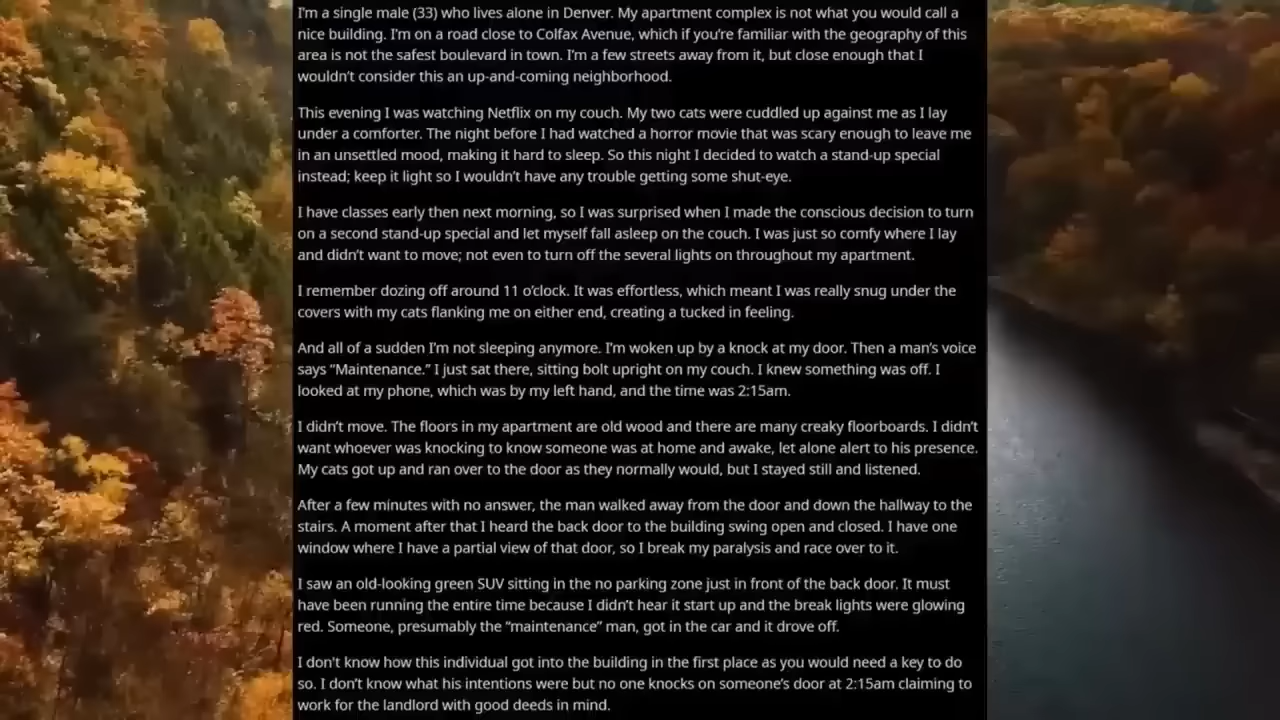 I'm a single male (33) who lives alone in Denver. My apartment complex is not what you would call a
nice building. I'm on a road close to Colfax Avenue, which if you're familiar with the geography of this
area is not the safest boulevard in town. I'm a few streets away from it, but close enough that I
wouldn't consider this an up-and-coming neighborhood.
This evening I was watching Netflix on my couch. My two cats were cuddled up against me as I lay
under a comforter. The night before I had watched a horror movie that was scary enough to leave me
in an unsettled mood, making it hard to sleep. So this night I decided to watch a stand-up special
instead; keep it light so I wouldn't have any trouble getting some shut-eye.
I have classes early then next morning, so I was surprised when I made the conscious decision to turn
on a second stand-up special and let myself fall asleep on the couch. I was just so comfy where I lay
and didn't want to move; not even to turn off the several lights on throughout my apartment.
I remember dozing off around 11 o'clock. It was effortless, which meant I was really snug under the
covers with my cats flanking me on either end, creating a tucked in feeling.
And all of a sudden I'm not sleeping anymore. I'm woken up by a knock at my door. Then a man's voice
says "Maintenance." I just sat there, sitting bolt upright on my couch. I knew something was off. I
looked at my phone, which was by my left hand, and the time was 2:15am.
I didn't move. The floors in my apartment are old wood and there are many creaky floorboards. I didn't
want whoever was knocking to know someone was at home and awake, let alone alert to his presence.
My cats got up and ran over to the door as they normally would, but I stayed still and listened.
After a few minutes with no answer, the man walked away from the door and down the hallway to the
stairs. A moment after that I heard the back door to the building swing open and closed. I have one
window where I have a partial view of that door, so I break my paralysis and race over to it.
I saw an old-looking green SUV sitting in the no parking zone just in front of the back door. It must
have been running the entire time because I didn't hear it start up and the break lights were glowing
red. Someone, presumably the "maintenance" man, got in the car and it drove off.
I don't know how this individual got into the building in the first place as you would need a key to do
so. I don't know what his intentions were but no one knocks on someone's door at 2:15am claiming to
work for the landlord with good deeds in mind.